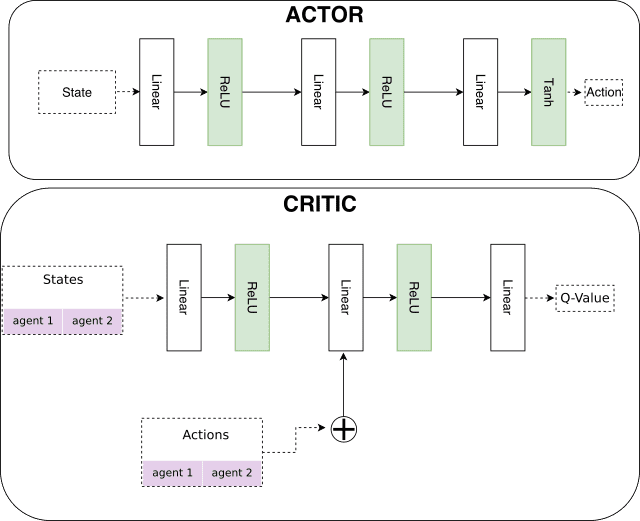 ACTOR
State
Linear
ReLU
Linear
ReLU
Linear
Tanh
Action
CRITIC
States
agent 1 agent 2
Linear
ReLU
Linear
ReLU
Linear
Q-Value
Actions
agent 1 agent 2